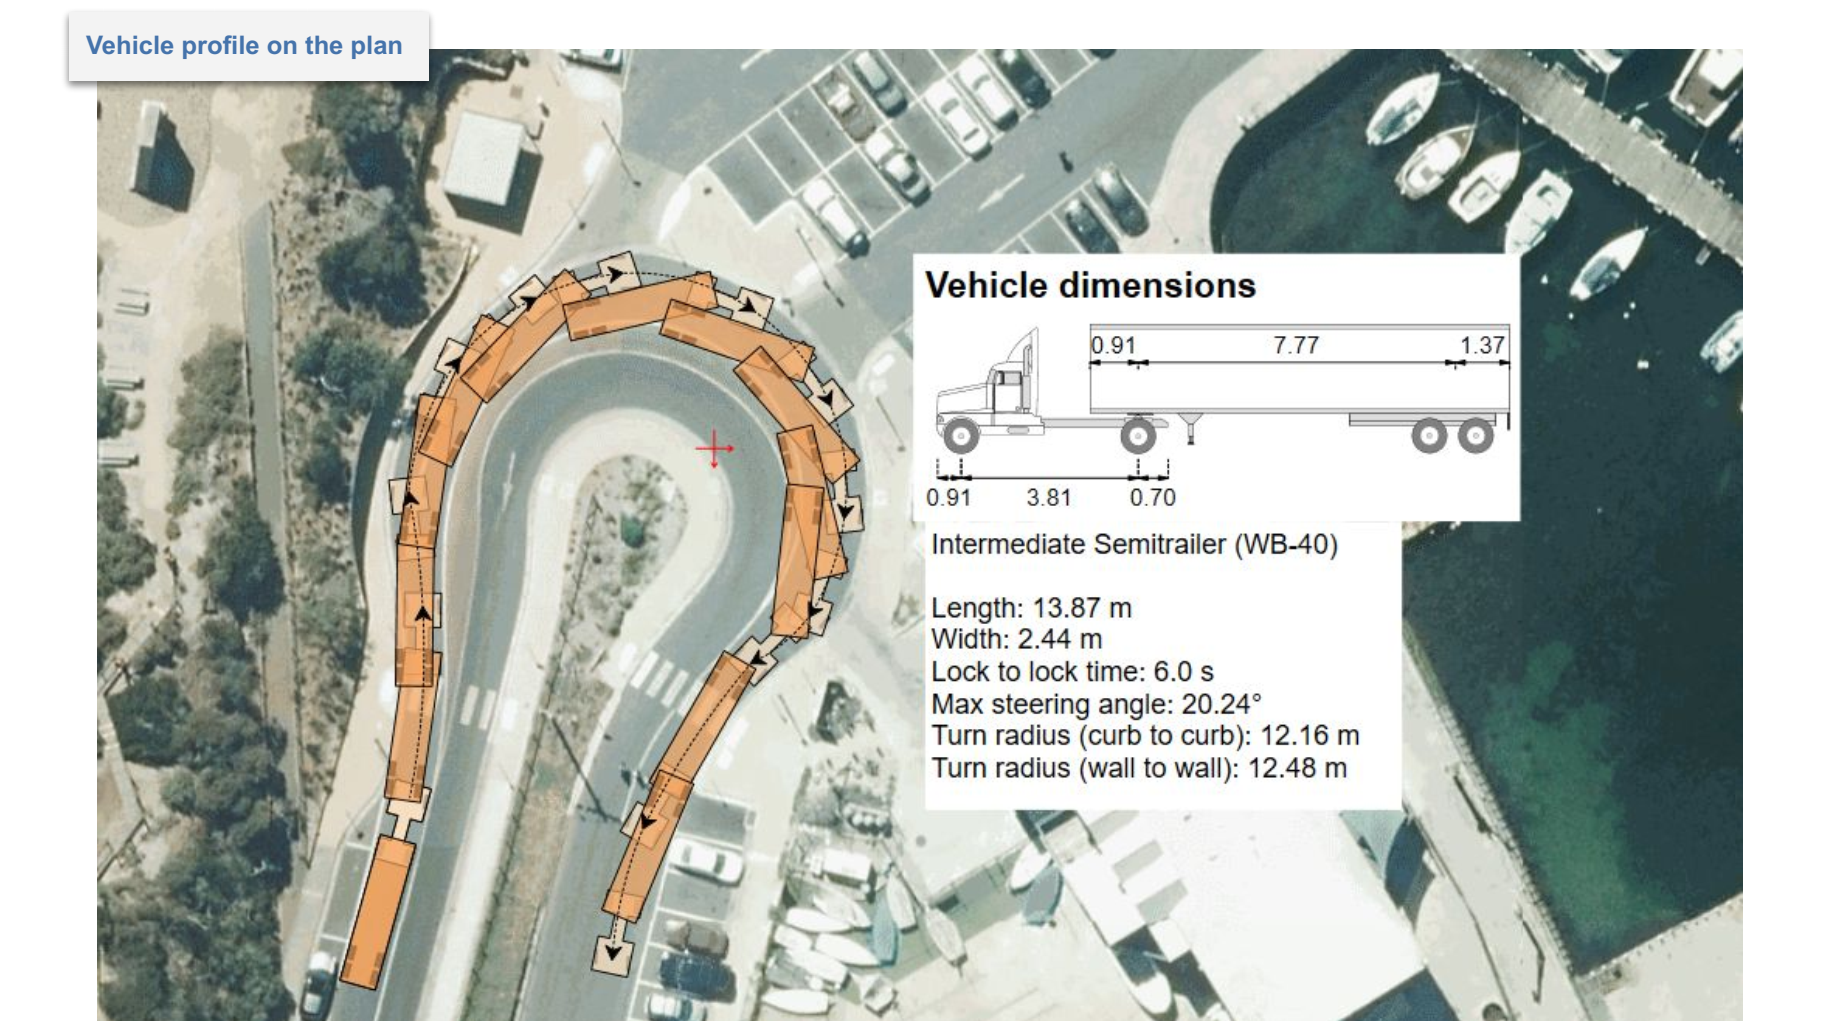 Vehicle profile on the plan
Vehicle dimensions
0.91 7.77 1.37
0.91 3.81 0.70
Intermediate Semitrailer (WB-40)
Length: 13.87 m
Width: 2.44 m
Lock to lock time: 6.0 s
Max steering angle: 20.24°
Turn radius (curb to curb): 12.16 m
Turn radius (wall to wall): 12.48 m